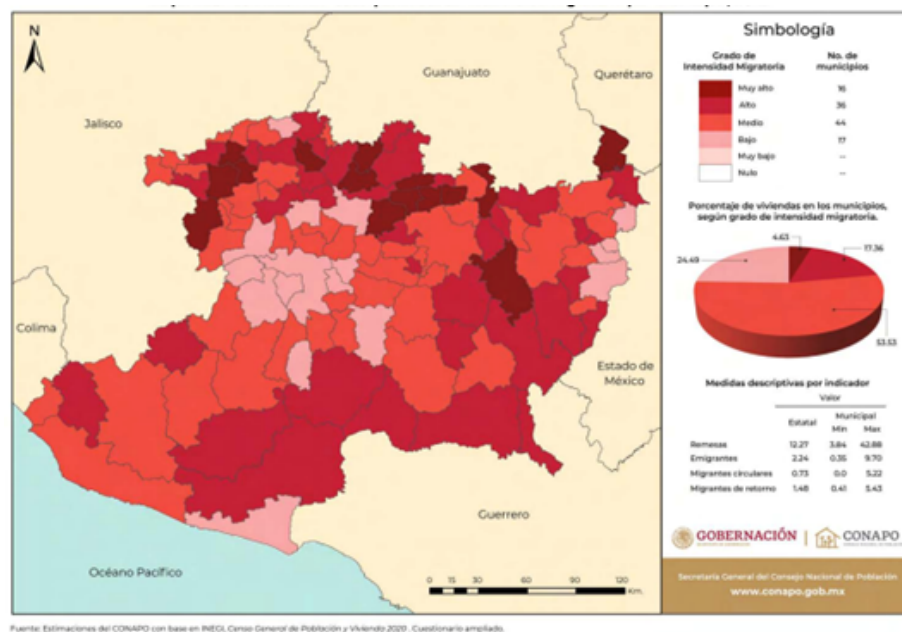 N
Jalisco
Guanajuato
Querétaro
Colima
Estado de
México
Guerrero
Océano Pacífico
0 15 30 60 90 120
Km.
Simbología
Grado de
Intensidad Migratoria
No. de
municipios
Muy alto 16
Alto 36
Medio 44
Bajo 17
Muy bajo --
Nulo --
Porcentaje de viviendas en los municipios,
según grado de intensidad migratoria.
4.63
17.36
24.49
53.53
Medidas descriptivas por indicador
Valor
Estatal
Municipal
Min Max
Remesas 12.27 3.84 42.88
Emigrantes 2.24 0.35 9.70
Migrantes circulares 0.73 0.0 5.22
Migrantes de retorno 1.48 0.41 5.43
GOBERNACIÓN
CONAPO
Secretaría General del Consejo Nacional de Población
www.conapo.gob.mx
Fuente: Estimaciones del CONAPO con base en INEGI, Censo General de Población y Vivienda 2020. Cuestionario ampliado.